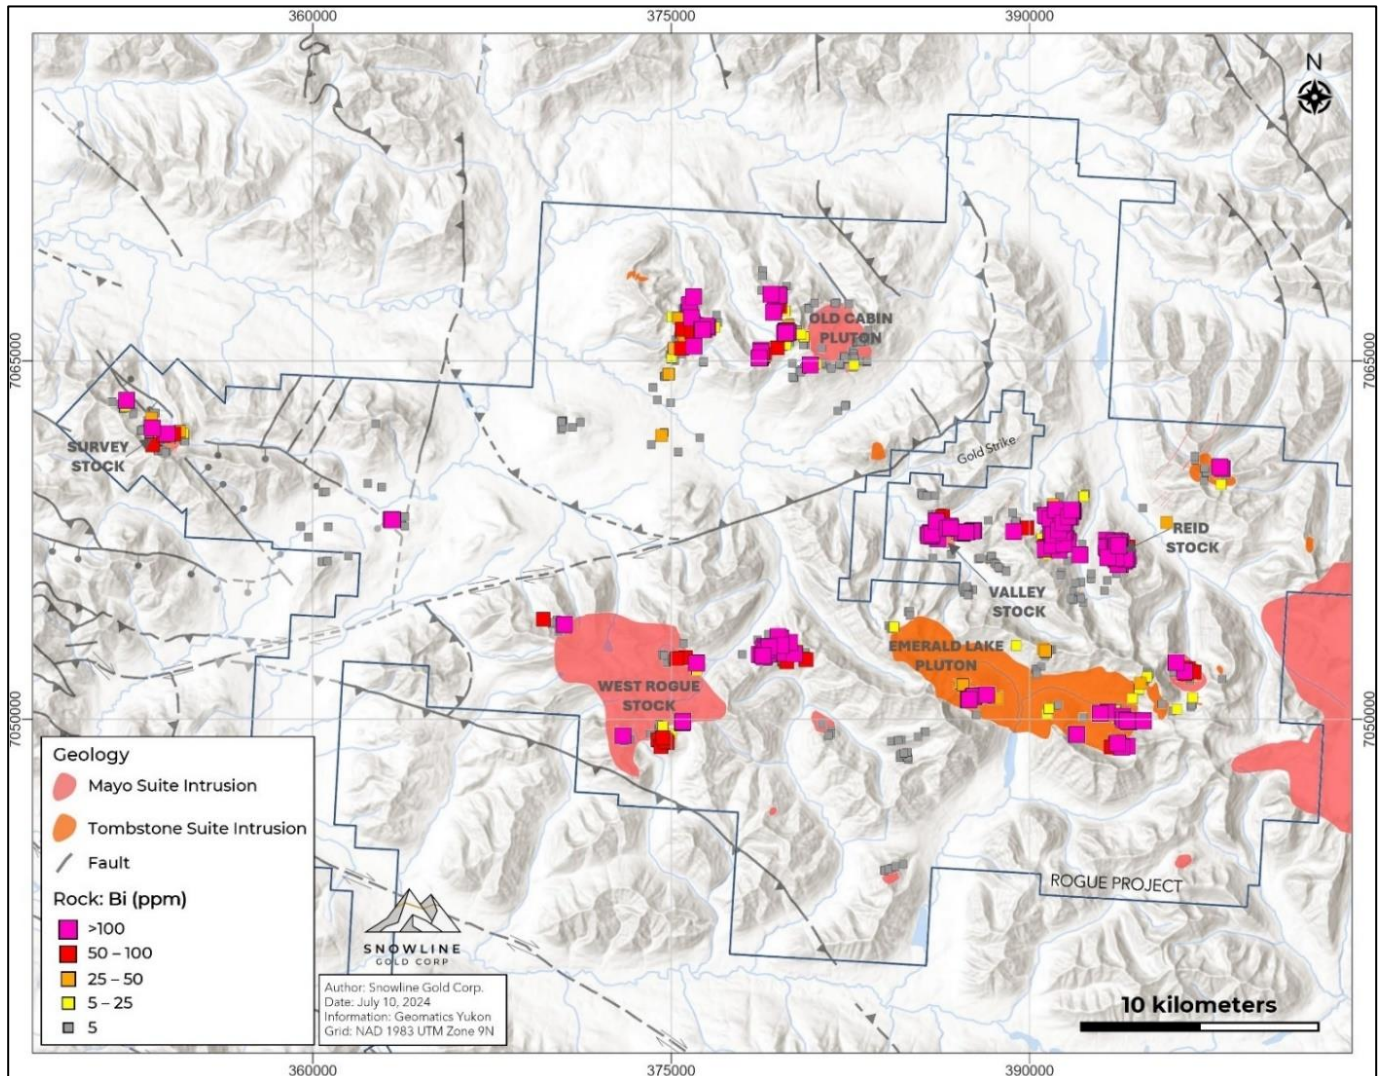 360000
375000
390000
N
OLD CABIN
PLUTON
7065000
7065000
SURVEY
STOCK
Gold Strike
REID
STOCK
VALLEY
STOCK
EMERALD LAKE
PLUTON
WEST ROGUE
STOCK
7050000
7050000
Geology
Mayo Suite Intrusion
Tombstone Suite Intrusion
Fault
Rock: Bi (ppm)
>100
50 – 100
25 – 50
5 – 25
5
ROGUE PROJECT
SNOWLINE
GOLD CORP
Author: Snowline Gold Corp.
Date: July 10, 2024
Information: Geomatics Yukon
Grid: NAD 1983 UTM Zone 9N
10 kilometers
360000
375000
390000